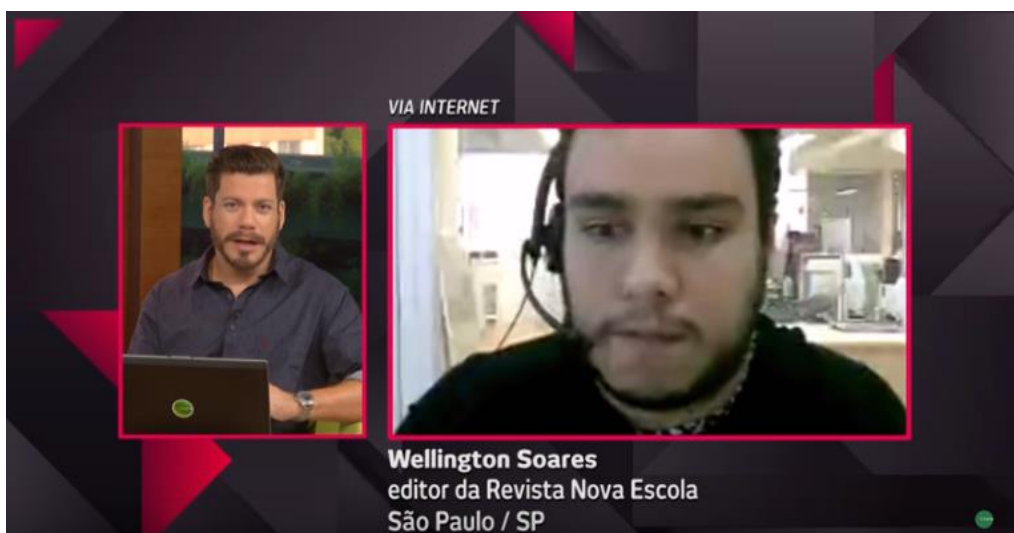 VIA INTERNET
Wellington Soares
editor da Revista Nova Escola
São Paulo / SP